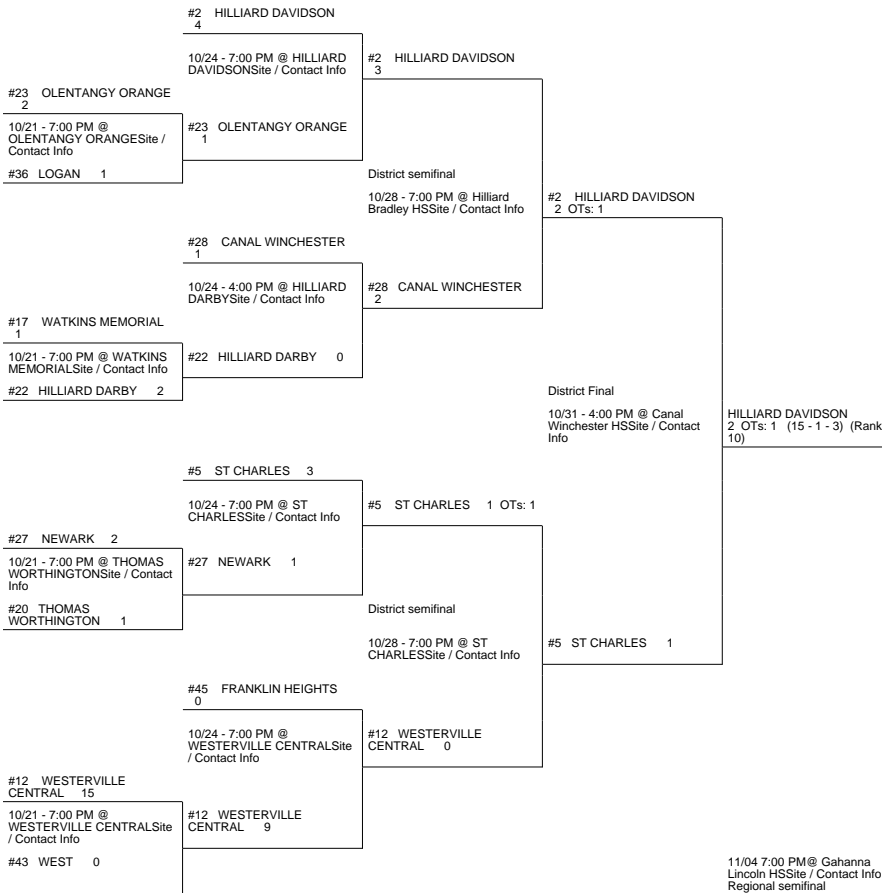 #2 HILLIARD DAVIDSON
4
10/24 - 7:00 PM @ HILLIARD
DAVIDSONSite / Contact Info
#2 HILLIARD DAVIDSON
3
#23 OLENTANGY ORANGE
2
10/21 - 7:00 PM @
OLENTANGY ORANGESite /
Contact Info
#23 OLENTANGY ORANGE
1
#36 LOGAN 1
District semifinal
10/28 - 7:00 PM @ Hilliard
Bradley HSSite / Contact Info
#2 HILLIARD DAVIDSON
2 OTs: 1
#28 CANAL WINCHESTER
1
10/24 - 4:00 PM @ HILLIARD
DARBYSite / Contact Info
#28 CANAL WINCHESTER
2
#17 WATKINS MEMORIAL
1
10/21 - 7:00 PM @ WATKINS
MEMORIALSite / Contact Info
#22 HILLIARD DARBY 0
#22 HILLIARD DARBY 2
District Final
10/31 - 4:00 PM @ Canal
Winchester HSSite / Contact
Info
HILLIARD DAVIDSON
2 OTs: 1 (15 - 1 - 3) (Rank
10)
#5 ST CHARLES 3
10/24 - 7:00 PM @ ST
CHARLESSite / Contact Info
#5 ST CHARLES 1 OTs: 1
#27 NEWARK 2
10/21 - 7:00 PM @ THOMAS
WORTHINGTONSite / Contact
Info
#27 NEWARK 1
#20 THOMAS
WORTHINGTON 1
District semifinal
10/28 - 7:00 PM @ ST
CHARLESSite / Contact Info
#5 ST CHARLES 1
#45 FRANKLIN HEIGHTS
0
10/24 - 7:00 PM @
WESTERVILLE CENTRALSite
/ Contact Info
#12 WESTERVILLE
CENTRAL 0
#12 WESTERVILLE
CENTRAL 15
10/21 - 7:00 PM @
WESTERVILLE CENTRALSite
/ Contact Info
#12 WESTERVILLE
CENTRAL 9
#43 WEST 0
11/04 7:00 PM@ Gahanna
Lincoln HSSite / Contact Info
Regional semifinal